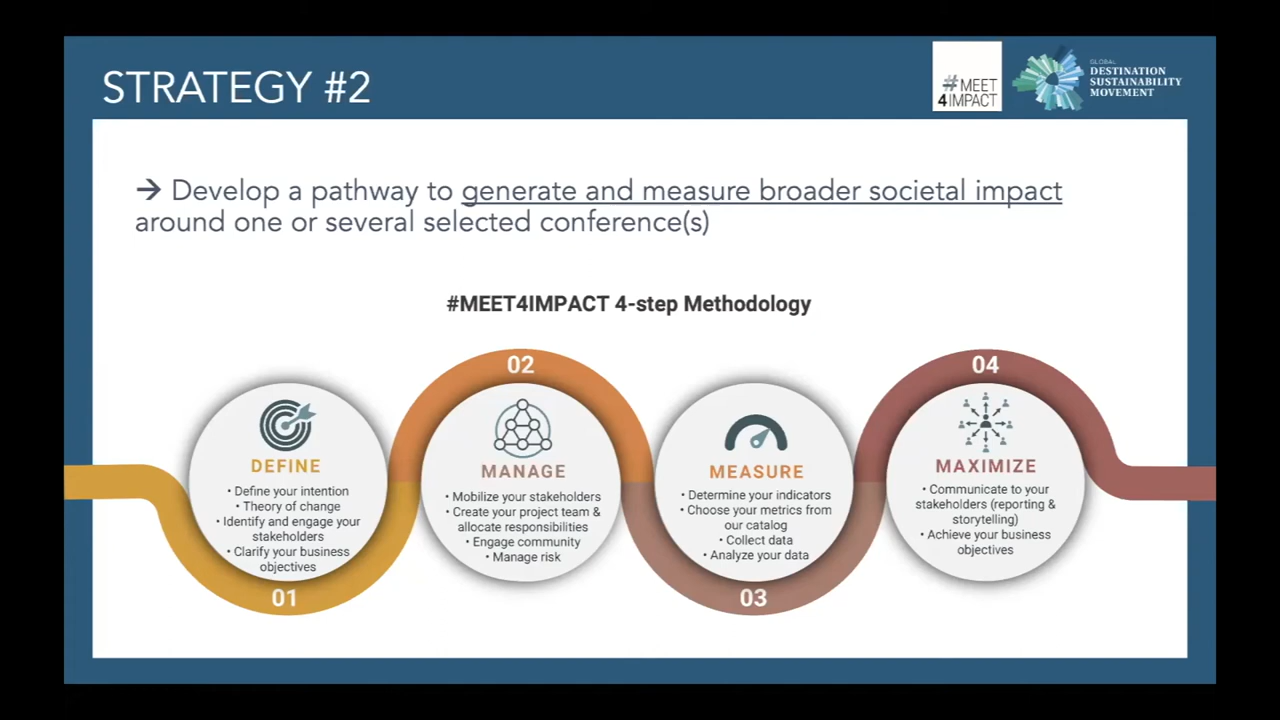 STRATEGY #2
#MEET
4IMPACT
GLOBAL
DESTINATION
SUSTAINABILITY
MOVEMENT
→ Develop a pathway to generate and measure broader societal impact
around one or several selected conference(s)
#MEET4IMPACT 4-step Methodology
01
DEFINE
• Define your intention
• Theory of change
• Identify and engage your
stakeholders
• Clarify your business
objectives
02
MANAGE
• Mobilize your stakeholders
• Create your project team &
allocate responsibilities
• Engage community
• Manage risk
03
MEASURE
• Determine your indicators
• Choose your metrics from
our catalog
• Collect data
• Analyze your data
04
MAXIMIZE
• Communicate to your
stakeholders (reporting &
storytelling)
• Achieve your business
objectives